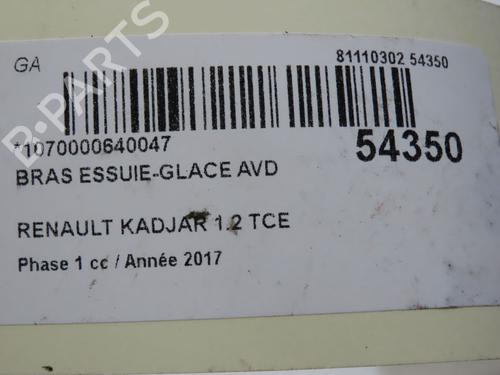 GA
81110302 54350
*1070000640047
54350
BRAS ESSUIE-GLACE AVD
RENAULT KADJAR 1.2 TCE
Phase 1 cc / Année 2017
B-PARTS